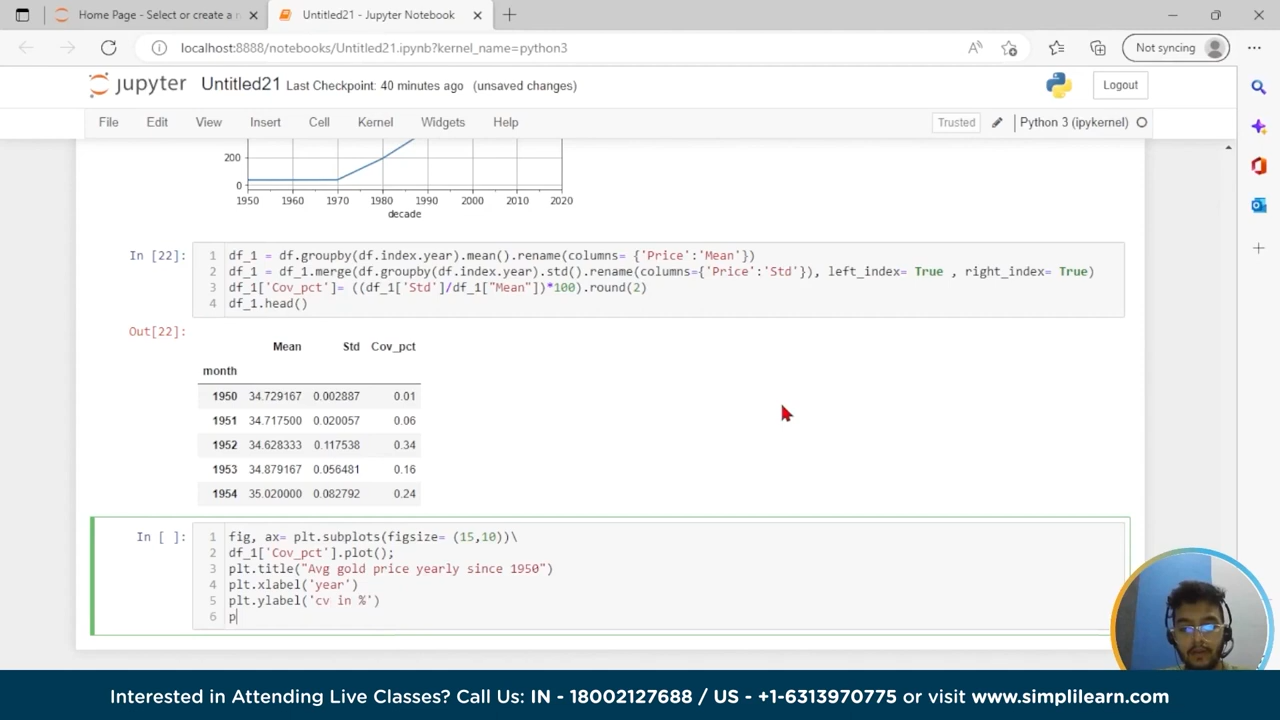 Home Page - Select or create a n
Untitled21 - Jupyter Notebook
localhost:8888/notebooks/Untitled21.ipynb?kernel_name=python3
Not syncing
jupyter Untitled21 Last Checkpoint: 40 minutes ago (unsaved changes)
Logout
File Edit View Insert Cell Kernel Widgets Help
Trusted Python 3 (ipykernel)
200
0
1950 1960 1970 1980 1990 2000 2010 2020
decade
In [22]:
1 df_1 = df.groupby(df.index.year).mean().rename(columns= {'Price':'Mean'})
2 df_1 = df_1.merge(df.groupby(df.index.year).std().rename(columns={'Price':'Std'}), left_index= True , right_index= True)
3 df_1['Cov_pct']= ((df_1['Std']/df_1["Mean"])*100).round(2)
4 df_1.head()
Out[22]:
Mean Std Cov_pct
month
1950 34.729167 0.002887 0.01
1951 34.717500 0.020057 0.06
1952 34.628333 0.117538 0.34
1953 34.879167 0.056481 0.16
1954 35.020000 0.082792 0.24
In [ ]:
1 fig, ax= plt.subplots(figsize= (15,10))\
2 df_1['Cov_pct'].plot();
3 plt.title("Avg gold price yearly since 1950")
4 plt.xlabel('year')
5 plt.ylabel('cv in %')
6 p
Interested in Attending Live Classes? Call Us: IN - 18002127688 / US - +1-6313970775 or visit www.simplilearn.com